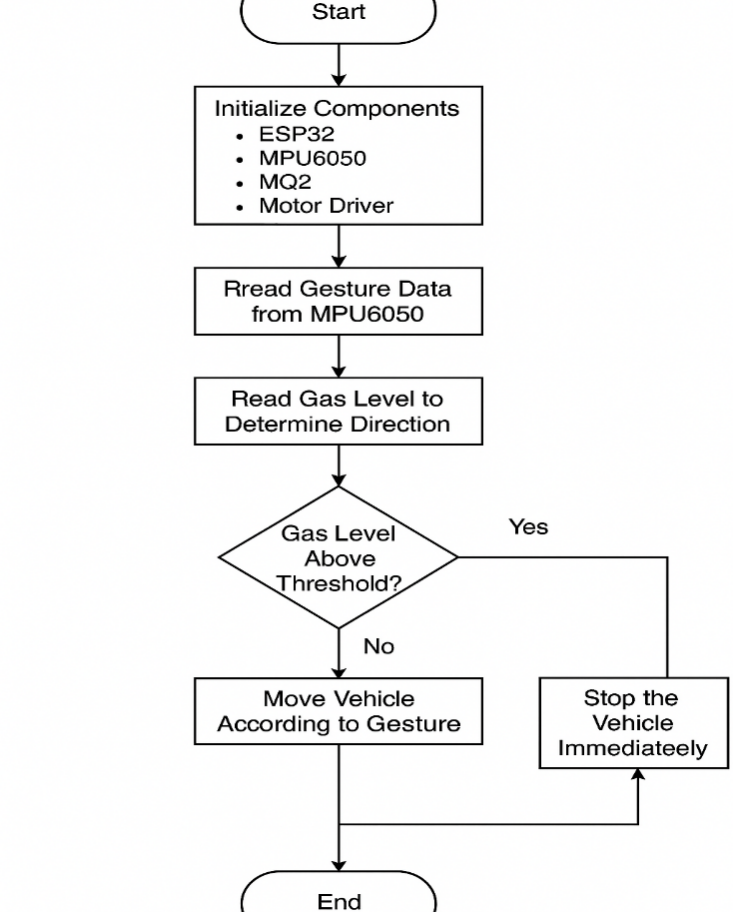 Start
Initialize Components
• ESP32
• MPU6050
• MQ2
• Motor Driver
Rread Gesture Data
from MPU6050
Read Gas Level to
Determine Direction
Gas Level
Above
Threshold?
Yes
No
Move Vehicle
According to Gesture
Stop the
Vehicle
Immediateely
End